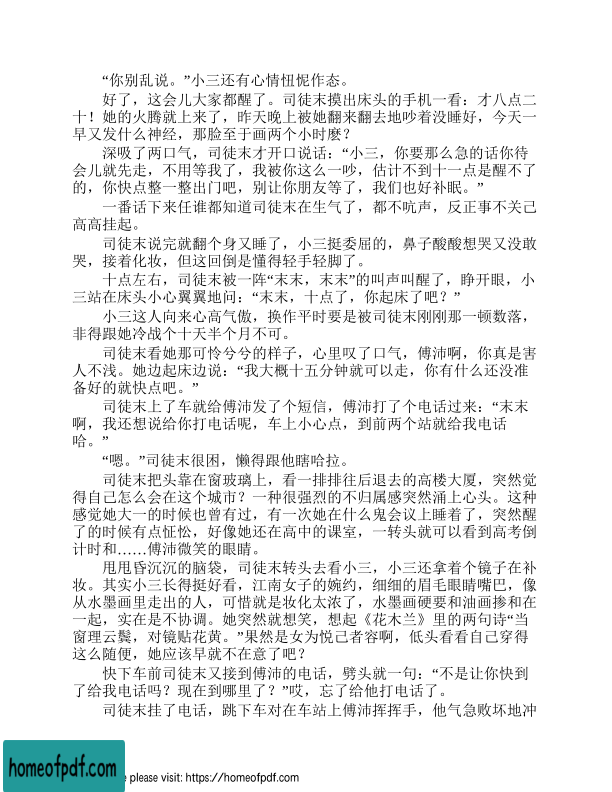 “你别乱说。”小三还有心情忸怩作态。
好了，这会儿大家都醒了。司徒末摸出床头的手机一看：才八点二
十！她的火腾就上来了，昨天晚上被她翻来翻去地吵着没睡好，今天一
早又发什么神经，那脸至于画两个小时麽？
深吸了两口气，司徒末才开口说话：“小三，你要那么急的话你待
会儿就先走，不用等我了，我被你这么一吵，估计不到十一点是醒不了
的，你快点整一整出门吧，别让你朋友等了，我们也好补眠。”
一番话下来任谁都知道司徒末在生气了，都不吭声，反正事不关己
高高挂起。
司徒末说完就翻个身又睡了，小三挺委屈的，鼻子酸酸想哭又没敢
哭，接着化妆，但这回倒是懂得轻手轻脚了。
十点左右，司徒末被一阵“末末，末末”的叫声叫醒了，睁开眼，小
三站在床头小心翼翼地问：“末末，十点了，你起床了吧？”
小三这人向来心高气傲，换作平时要是被司徒末刚刚那一顿数落，
非得跟她冷战个十天半个月不可。
司徒末看她那可怜兮兮的样子，心里叹了口气，傅沛啊，你真是害
人不浅。她边起床边说：“我大概十五分钟就可以走，你有什么还没准
备好的就快点吧。”
司徒末上了车就给傅沛发了个短信，傅沛打了个电话过来：“末末
啊，我还想说给你打电话呢，车上小心点，到前两个站就给我电话
哈。”
“嗯。”司徒末很困，懒得跟他瞎哈拉。
司徒末把头靠在窗玻璃上，看一排排往后退去的高楼大厦，突然觉
得自己怎么会在这个城市？一种很强烈的不归属感突然涌上心头。这种
感觉她大一的时候也曾有过，有一次她在什么鬼会议上睡着了，突然醒
了的时候有点怔忪，好像她还在高中的课室，一转头就可以看到高考倒
计时和……傅沛微笑的眼睛。
甩甩昏沉沉的脑袋，司徒末转头去看小三，小三还拿着个镜子在补
妆。其实小三长得挺好看，江南女子的婉约，细细的眉毛眼睛嘴巴，像
从水墨画里走出的人，可惜就是妆化太浓了，水墨画硬要和油画掺和在
一起，实在是不协调。她突然就想笑，想起《花木兰》里的两句诗“当
窗理云鬓，对镜贴花黄。”果然是女为悦己者容啊，低头看看自己穿得
这么随便，她应该早就不在意了吧？
快下车前司徒末又接到傅沛的电话，劈头就一句：“不是让你快到
了给我电话吗？现在到哪里了？”哎，忘了给他打电话了。
司徒末挂了电话，跳下车对在车站上傅沛挥挥手，他气急败坏地冲
homeofpdf.com
e please visit: https://homeofpdf.com